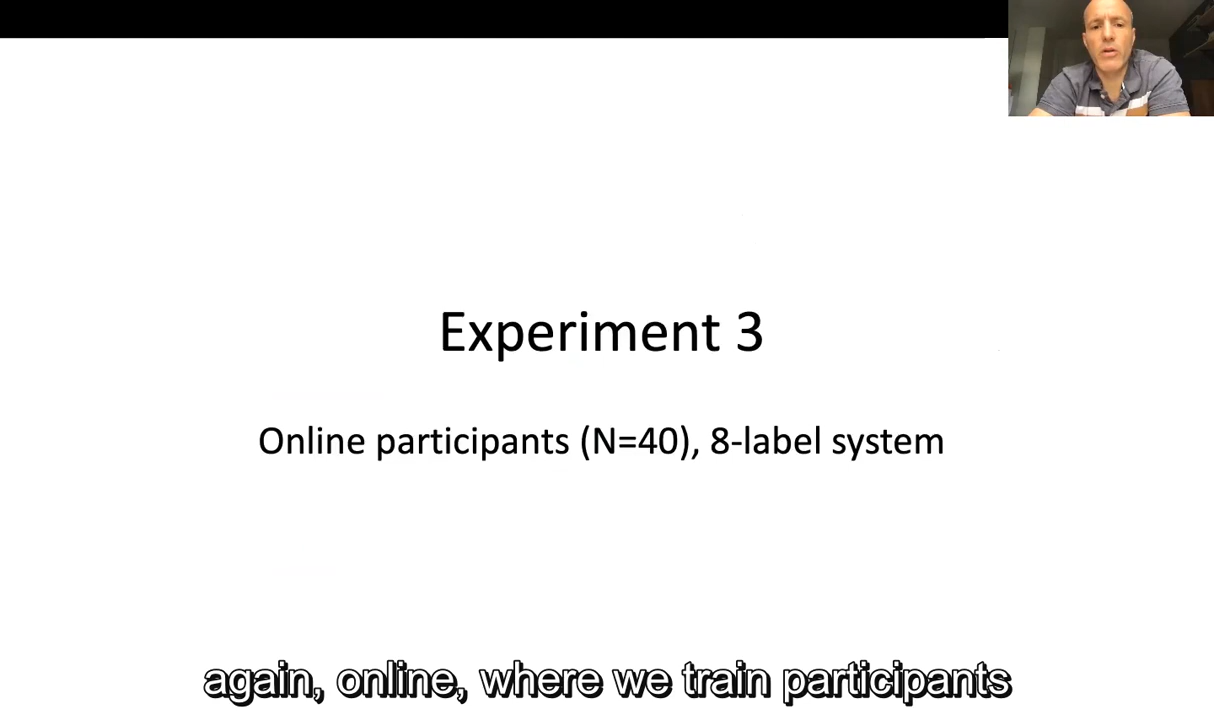 Experiment 3
Online participants (N=40), 8-label system
again, online, where we train participants